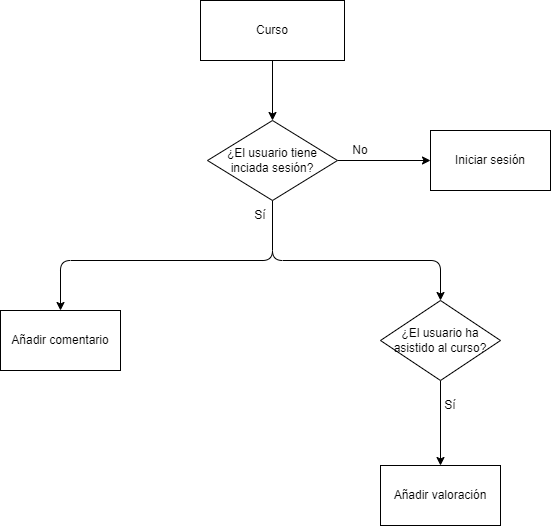 Curso
¿El usuario tiene
inciada sesión?
No
Iniciar sesión
Sí
Añadir comentario
¿El usuario ha
asistido al curso?
Sí
Añadir valoración